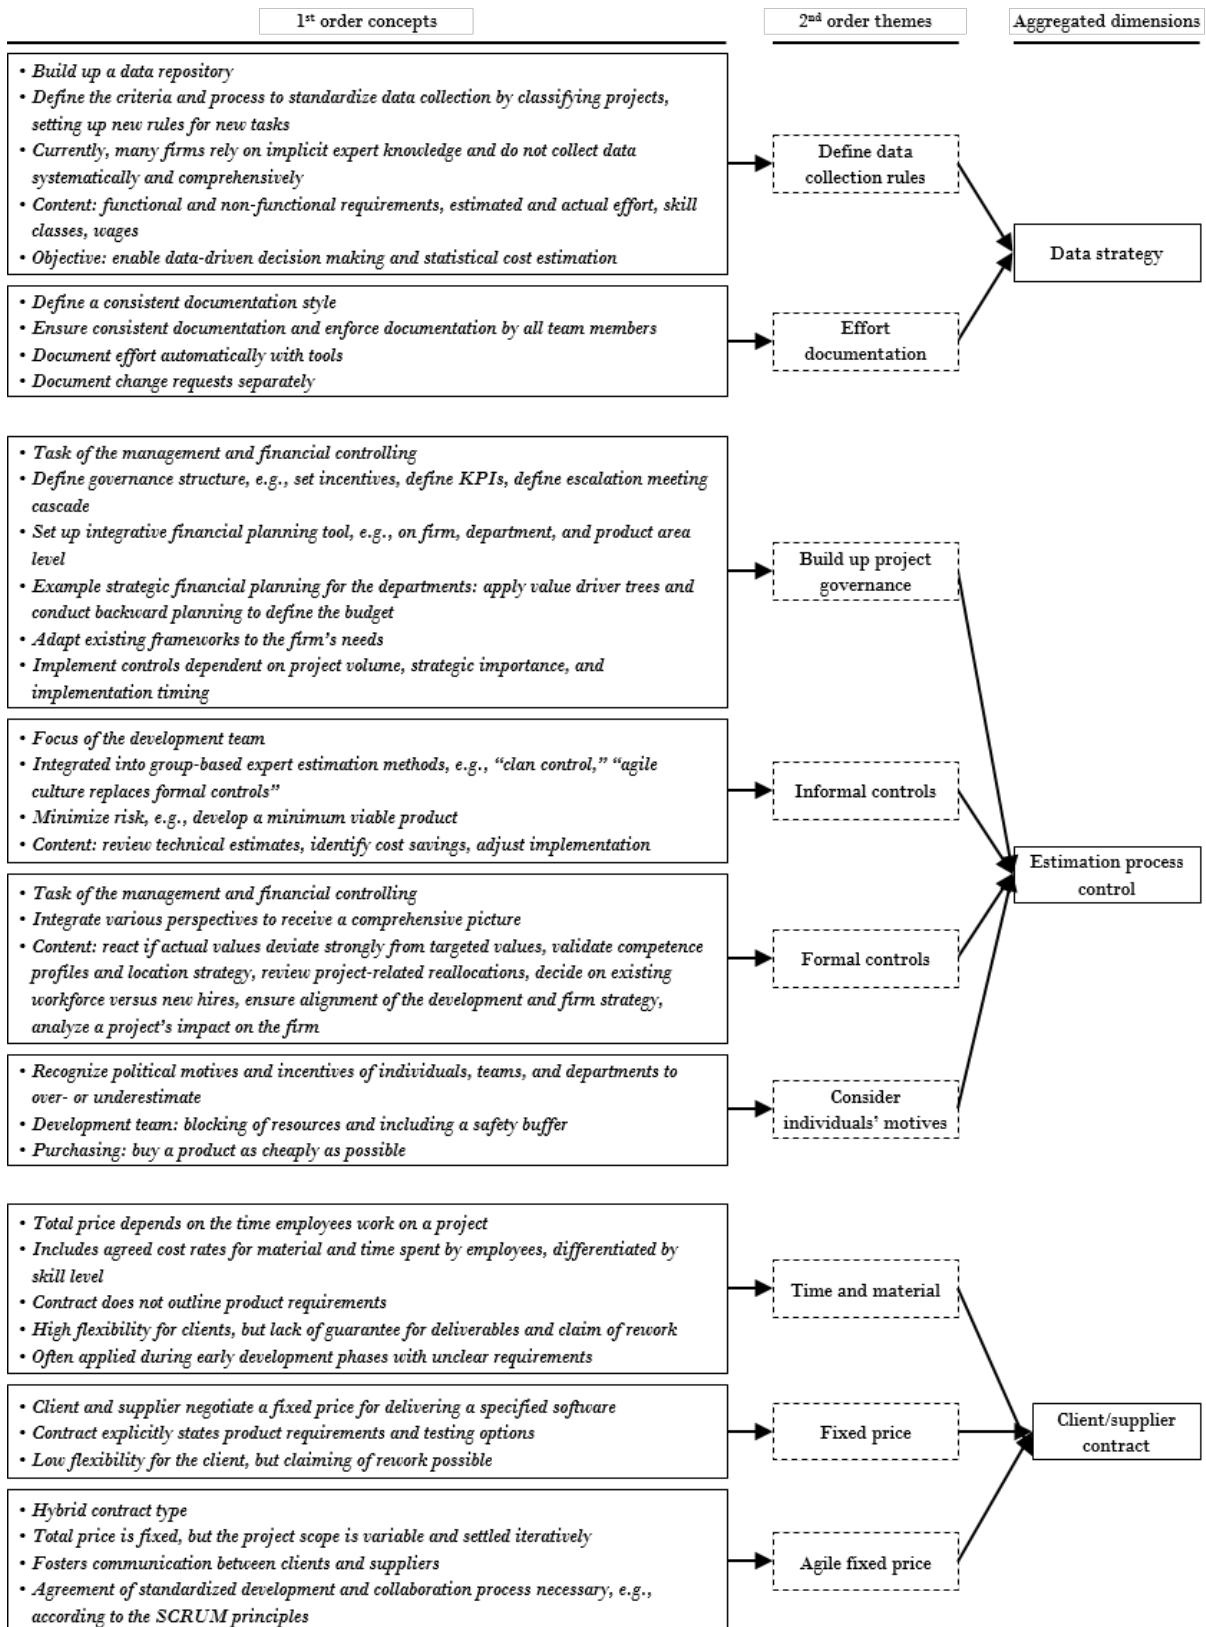 1st order concepts
2nd order themes
Aggregated dimensions
• Build up a data repository
• Define the criteria and process to standardize data collection by classifying projects,
setting up new rules for new tasks
• Currently, many firms rely on implicit expert knowledge and do not collect data
systematically and comprehensively
• Content: functional and non-functional requirements, estimated and actual effort, skill
classes, wages
• Objective: enable data-driven decision making and statistical cost estimation
Define data
collection rules
• Define a consistent documentation style
• Ensure consistent documentation and enforce documentation by all team members
• Document effort automatically with tools
• Document change requests separately
Effort
documentation
Data strategy
• Task of the management and financial controlling
• Define governance structure, e.g., set incentives, define KPIs, define escalation meeting
cascade
• Set up integrative financial planning tool, e.g., on firm, department, and product area
level
• Example strategic financial planning for the departments: apply value driver trees and
conduct backward planning to define the budget
• Adapt existing frameworks to the firm's needs
• Implement controls dependent on project volume, strategic importance, and
implementation timing
Build up project
governance
• Focus of the development team
• Integrated into group-based expert estimation methods, e.g., “clan control,” “agile
culture replaces formal controls”
• Minimize risk, e.g., develop a minimum viable product
• Content: review technical estimates, identify cost savings, adjust implementation
Informal controls
• Task of the management and financial controlling
• Integrate various perspectives to receive a comprehensive picture
• Content: react if actual values deviate strongly from targeted values, validate competence
profiles and location strategy, review project-related reallocations, decide on existing
workforce versus new hires, ensure alignment of the development and firm strategy,
analyze a project's impact on the firm
Formal controls
• Recognize political motives and incentives of individuals, teams, and departments to
over- or underestimate
• Development team: blocking of resources and including a safety buffer
• Purchasing: buy a product as cheaply as possible
Consider
individuals' motives
Estimation process
control
• Total price depends on the time employees work on a project
• Includes agreed cost rates for material and time spent by employees, differentiated by
skill level
• Contract does not outline product requirements
• High flexibility for clients, but lack of guarantee for deliverables and claim of rework
• Often applied during early development phases with unclear requirements
Time and material
• Client and supplier negotiate a fixed price for delivering a specified software
• Contract explicitly states product requirements and testing options
• Low flexibility for the client, but claiming of rework possible
Fixed price
• Hybrid contract type
• Total price is fixed, but the project scope is variable and settled iteratively
• Fosters communication between clients and suppliers
• Agreement of standardized development and collaboration process necessary, e.g.,
according to the SCRUM principles
Agile fixed price
Client/supplier
contract